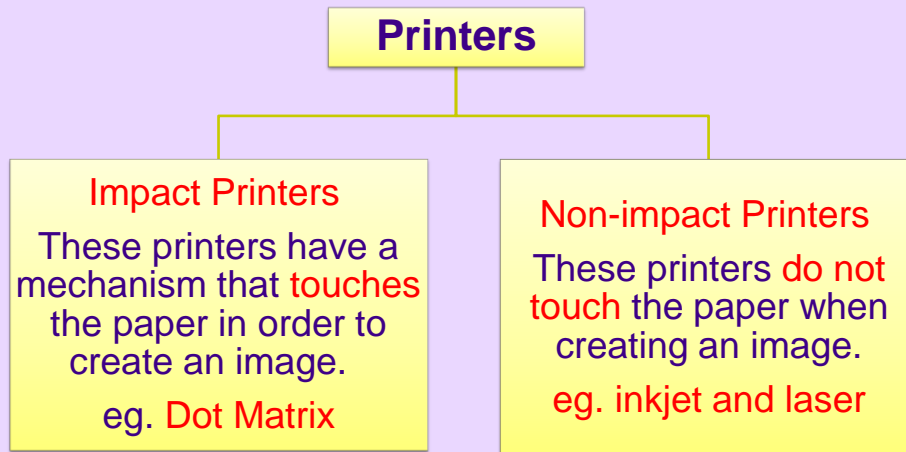 Printers
Impact Printers
These printers have a
mechanism that touches
the paper in order to
create an image.
eg. Dot Matrix
Non-impact Printers
These printers do not
touch the paper when
creating an image.
eg. inkjet and laser